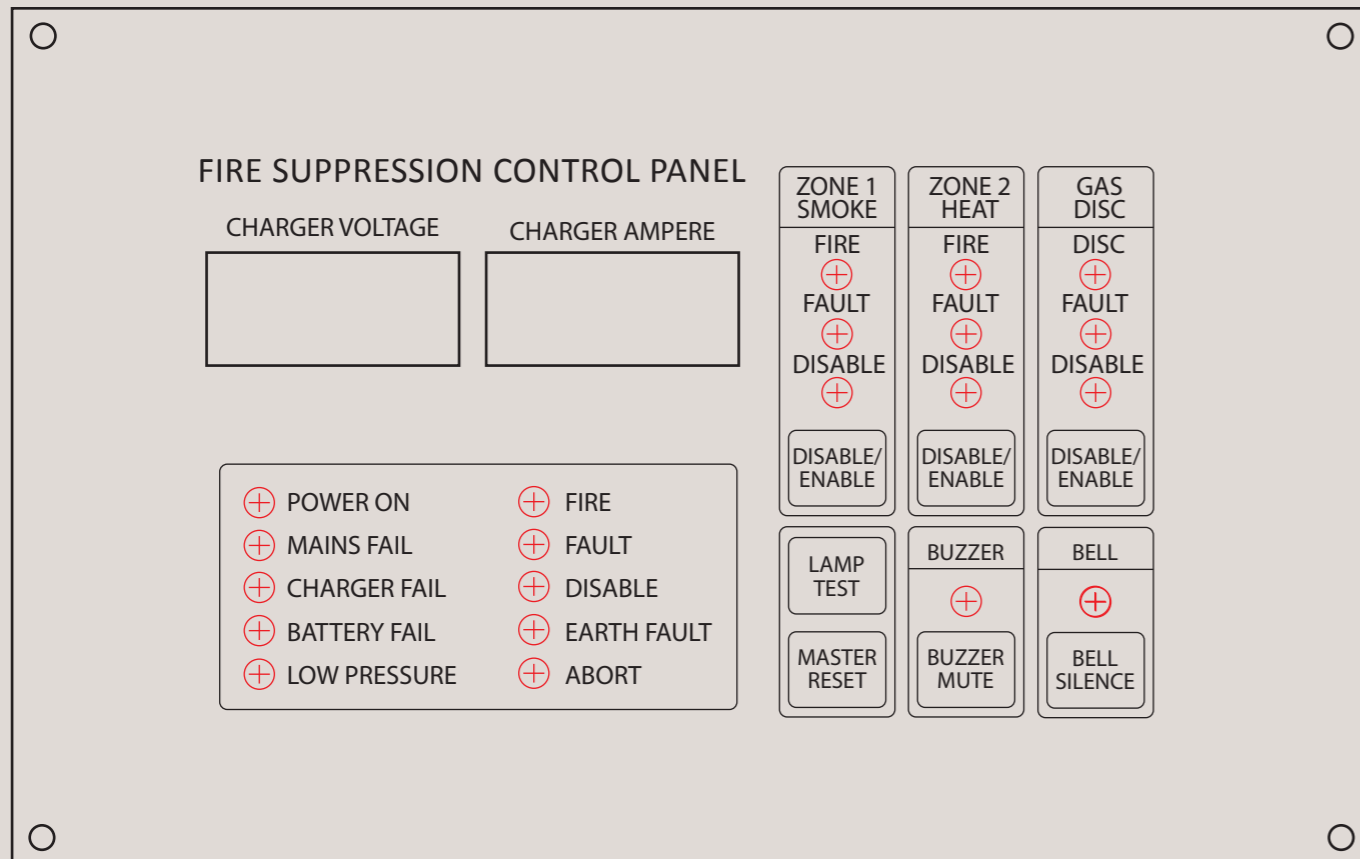 FIRE SUPPRESSION CONTROL PANEL
CHARGER VOLTAGE
CHARGER AMPERE
POWER ON
MAINS FAIL
CHARGER FAIL
BATTERY FAIL
LOW PRESSURE
FIRE
FAULT
DISABLE
EARTH FAULT
ABORT
ZONE 1
SMOKE
FIRE
FAULT
DISABLE
DISABLE/
ENABLE
ZONE 2
HEAT
FIRE
FAULT
DISABLE
DISABLE/
ENABLE
GAS
DISC
DISC
FAULT
DISABLE
DISABLE/
ENABLE
LAMP
TEST
MASTER
RESET
BUZZER
BUZZER
MUTE
BELL
BELL
SILENCE